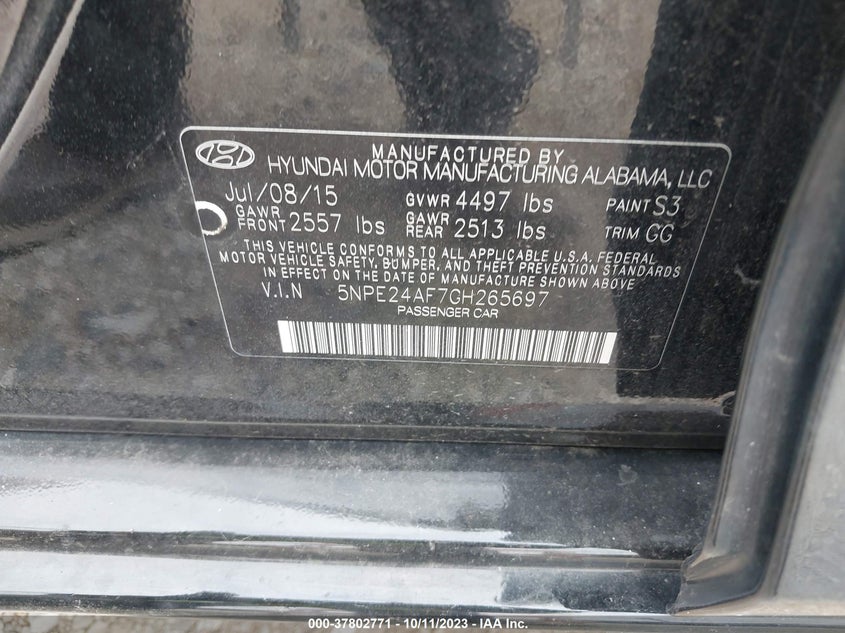 MANUFACTURED BY
HYUNDAI MOTOR MANUFACTURING ALABAMA, LLC
Jul/08/15 GVWR 4497 lbs PAINT S3
GAWR FRONT 2557 lbs GAWR REAR 2513 lbs TRIM GG
THIS VEHICLE CONFORMS TO ALL APPLICABLE U.S.A. FEDERAL
MOTOR VEHICLE SAFETY, BUMPER, AND THEFT PREVENTION STANDARDS
IN EFFECT ON THE DATE OF MANUFACTURE SHOWN ABOVE
V.I.N 5NPE24AF7GH265697
PASSENGER CAR
000-37802771 - 10/11/2023 - IAA Inc.